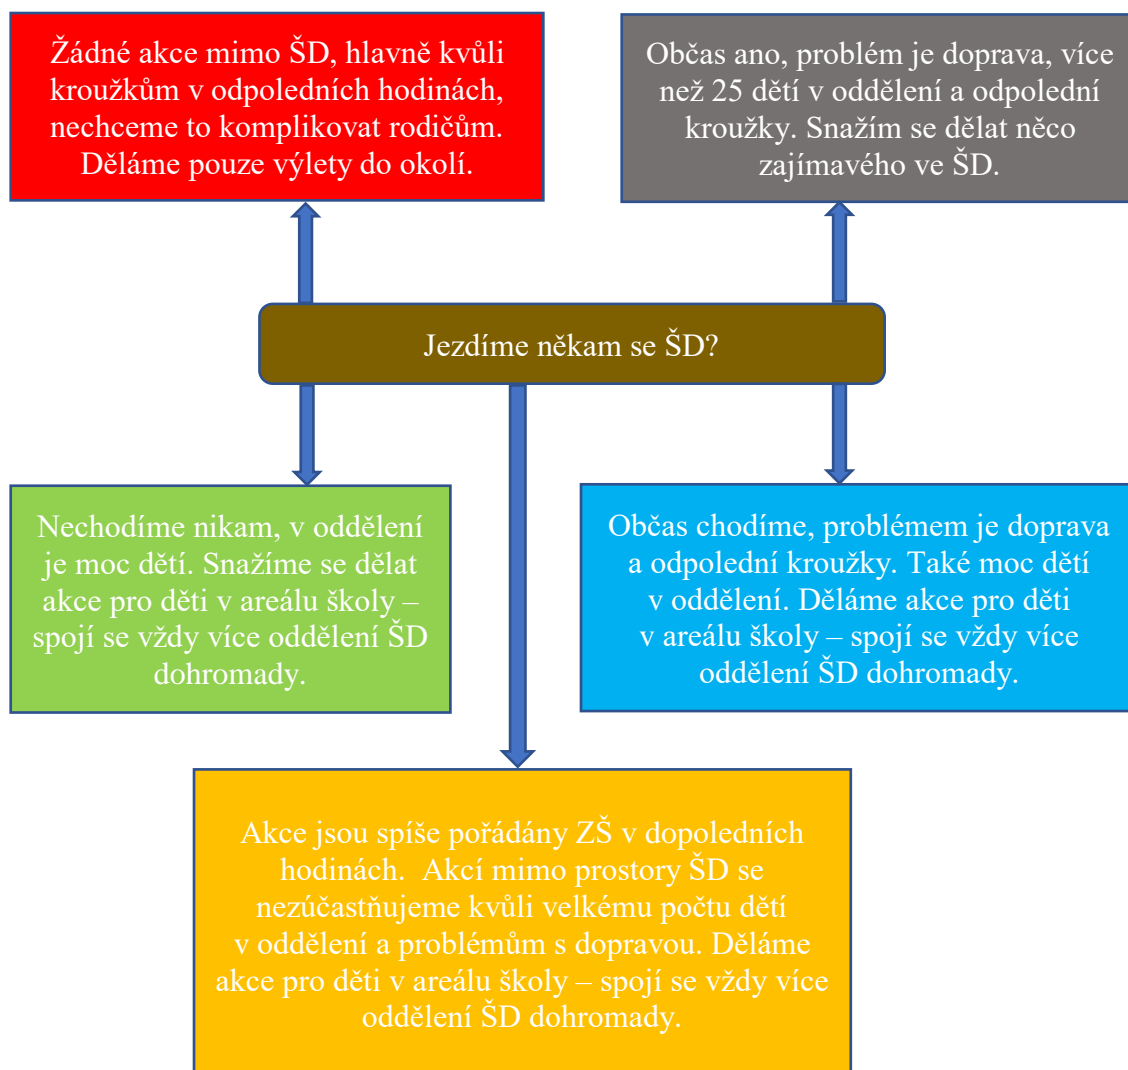 Žádné akce mimo ŠD, hlavně kvůli
kroužkům v odpoledních hodinách,
nechceme to komplikovat rodičům.
Děláme pouze výlety do okolí.
Občas ano, problém je doprava, více
než 25 dětí v oddělení a odpolední
kroužky. Snažím se dělat něco
zajímavého ve ŠD.
Jezdíme někam se ŠD?
Nechodíme nikam, v oddělení
je moc dětí. Snažíme se dělat
akce pro děti v areálu školy –
spojí se vždy více oddělení ŠD
dohromady.
Občas chodíme, problémem je doprava
a odpolední kroužky. Také moc dětí
v oddělení. Děláme akce pro děti
v areálu školy – spojí se vždy více
oddělení ŠD dohromady.
Akce jsou spíše pořádány ZŠ v dopoledních
hodinách.  Akcí mimo prostory ŠD se
nezúčastňujeme kvůli velkému počtu dětí
v oddělení a problémům s dopravou. Děláme
akce pro děti v areálu školy – spojí se vždy více
oddělení ŠD dohromady.